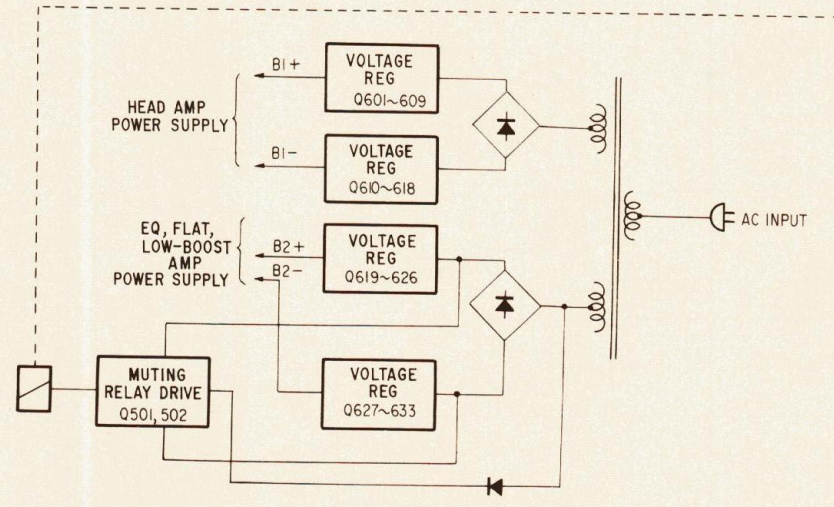 HEAD AMP
POWER SUPPLY
B1+
B1-
VOLTAGE
REG
Q601~609
VOLTAGE
REG
Q610~618
EQ, FLAT,
LOW-BOOST
AMP
POWER SUPPLY
B2+
B2-
VOLTAGE
REG
Q619~626
VOLTAGE
REG
Q627~633
MUTING
RELAY DRIVE
Q501, 502
AC INPUT